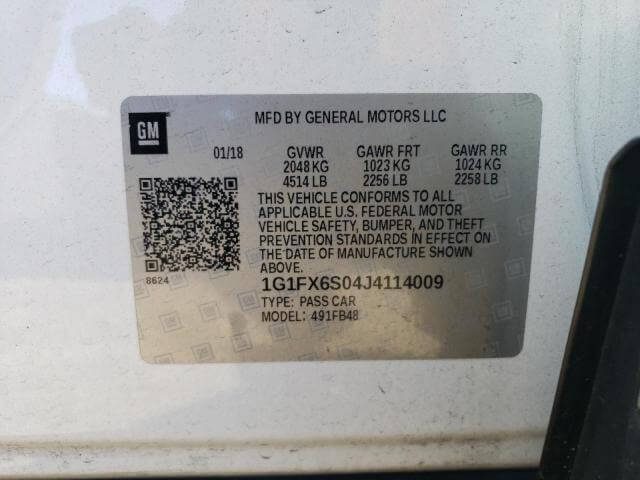 GM
MFD BY GENERAL MOTORS LLC
01/18 GVWR GAWR FRT GAWR RR
2048 KG 1023 KG 1024 KG
4514 LB 2256 LB 2258 LB
THIS VEHICLE CONFORMS TO ALL
APPLICABLE U.S. FEDERAL MOTOR
VEHICLE SAFETY, BUMPER, AND THEFT
PREVENTION STANDARDS IN EFFECT ON
THE DATE OF MANUFACTURE SHOWN
ABOVE.
8624
1G1FX6S04J4114009
TYPE: PASS CAR
MODEL: 491FB48